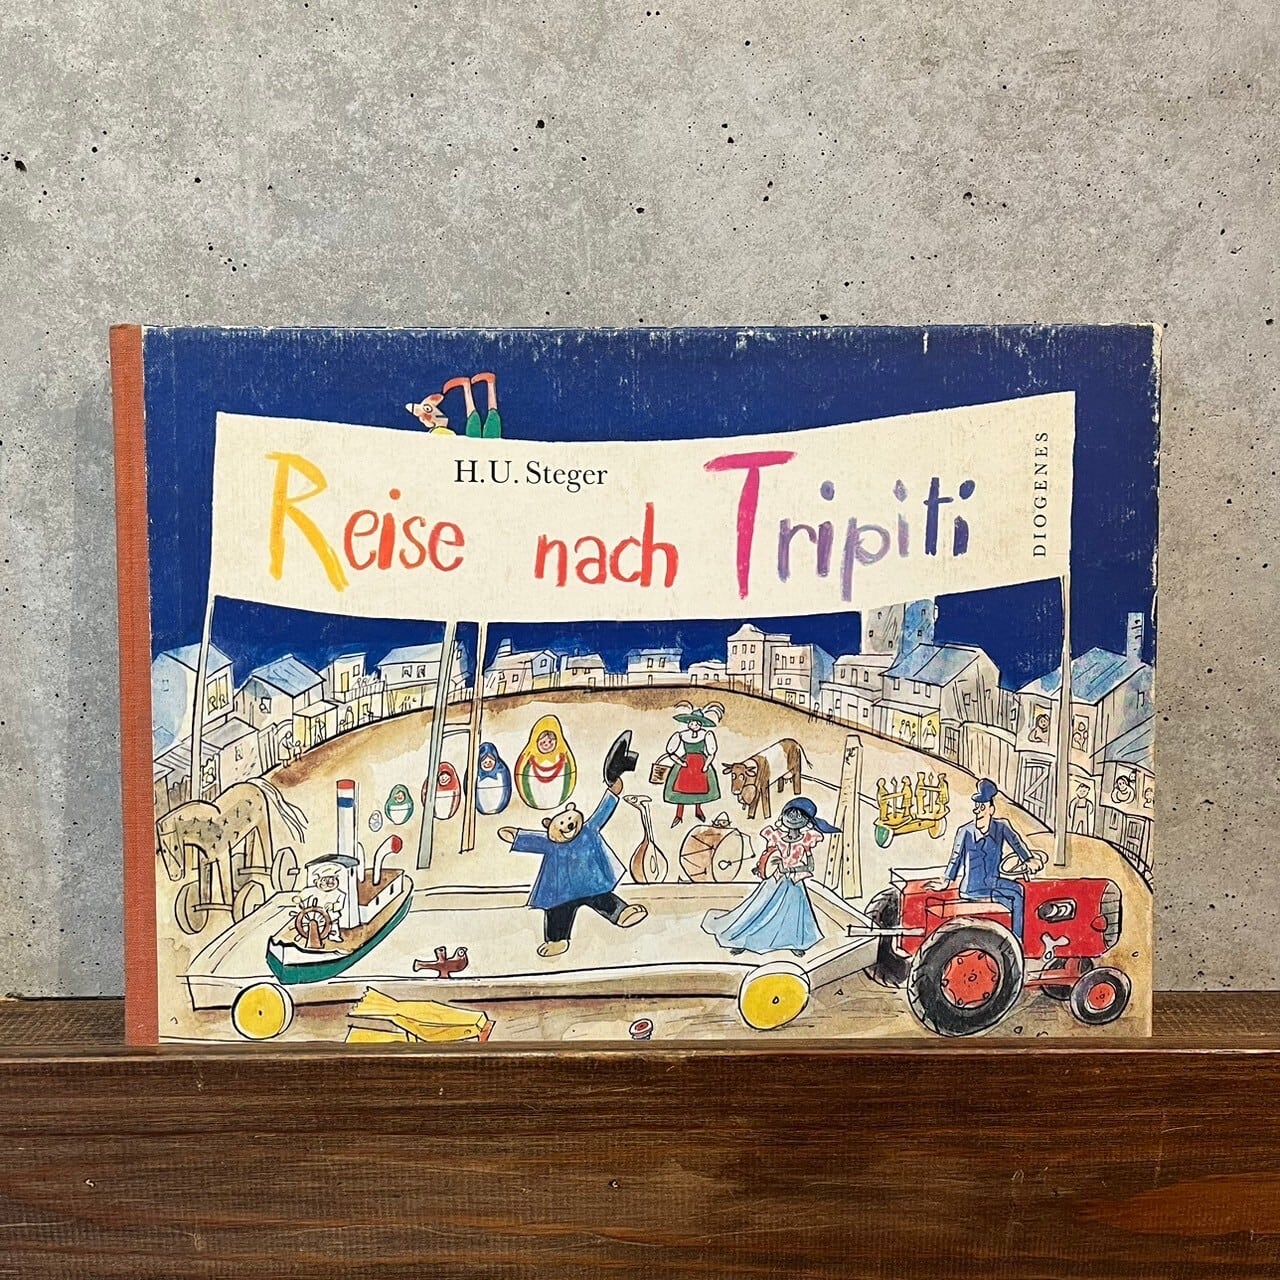 H.U. Steger
Reise nach Tripiti
DIOGENES